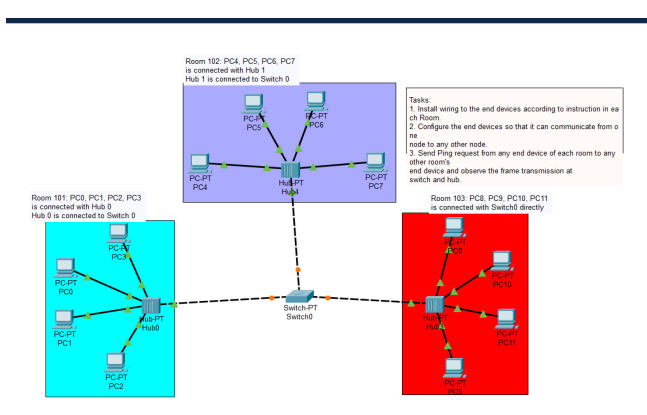 Room 102: PC4, PC5, PC6, PC7
is connected with Hub 1
Hub 1 is connected to Switch 0
PC-PT
PC5
PC-PT
PC6
PC-PT
PC4
Hub-PT
Hub4
PC-PT
PC7
Tasks:
1. Install wiring to the end devices according to instruction in ea
ch Room.
2. Configure the end devices so that it can communicate from o
ne
node to any other node.
3. Send Ping request from any end device of each room to any
other room's
end device and observe the frame transmission at
switch and hub.
Room 101: PC0, PC1, PC2, PC3
is connected with Hub 0
Hub 0 is connected to Switch 0
PC-PT
PC3
PC-PT
PC0
PC-PT
PC1
Hub-PT
Hub0
PC-PT
PC2
Switch-PT
Switch0
Room 103: PC8, PC9, PC10, PC11
is connected with Switch0 directly
PC-PT
PC-PT
PC10
Hub-PT
PC-PT
PC11
PC-PT